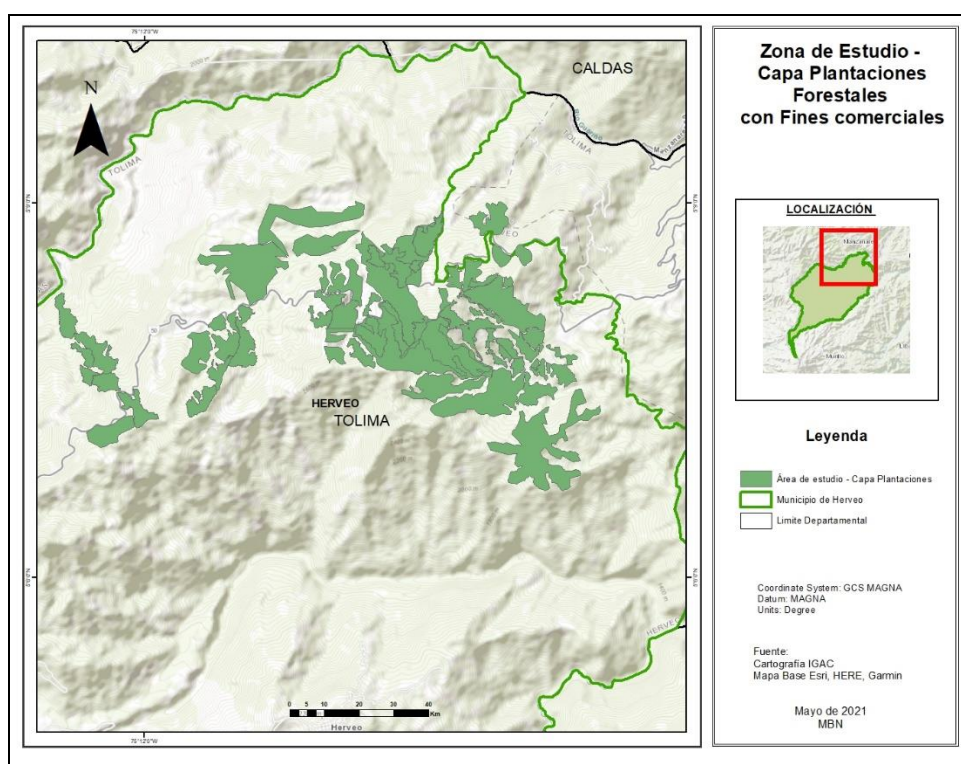 75°12'0"W
2000 m
CALDAS
N
TOLIMA
TOLIMA
HERVEO
TOLIMA
HERVEO
0 5 10 20 30 40
Km
Herveo
75°12'0"W
Zona de Estudio -
Capa Plantaciones
Forestales
con Fines comerciales
LOCALIZACIÓN
Leyenda
Área de estudio - Capa Plantaciones
Municipio de Herveo
Limite Departamental
Coordinate System: GCS MAGNA
Datum: MAGNA
Units: Degree
Fuente:
Cartografía IGAC
Mapa Base Esri, HERE, Garmin
Mayo de 2021
MBN